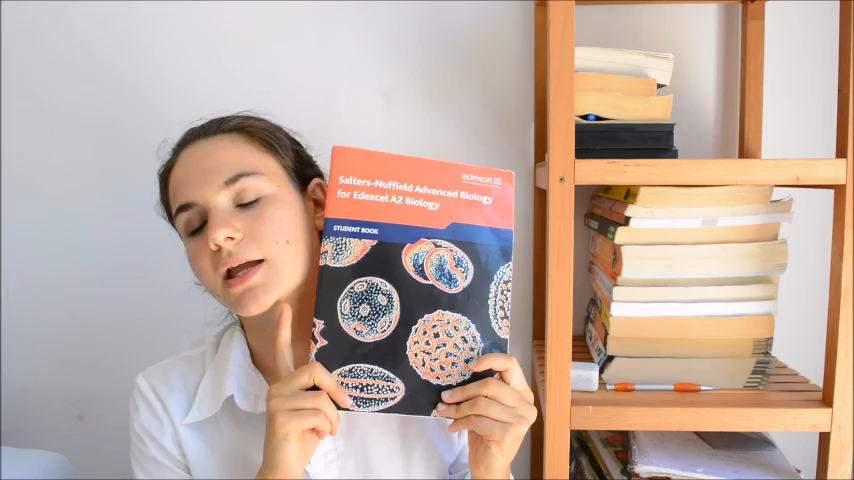 edexcel
Salters-Nuffield Advanced Biology
for Edexcel A2 Biology
STUDENT BOOK